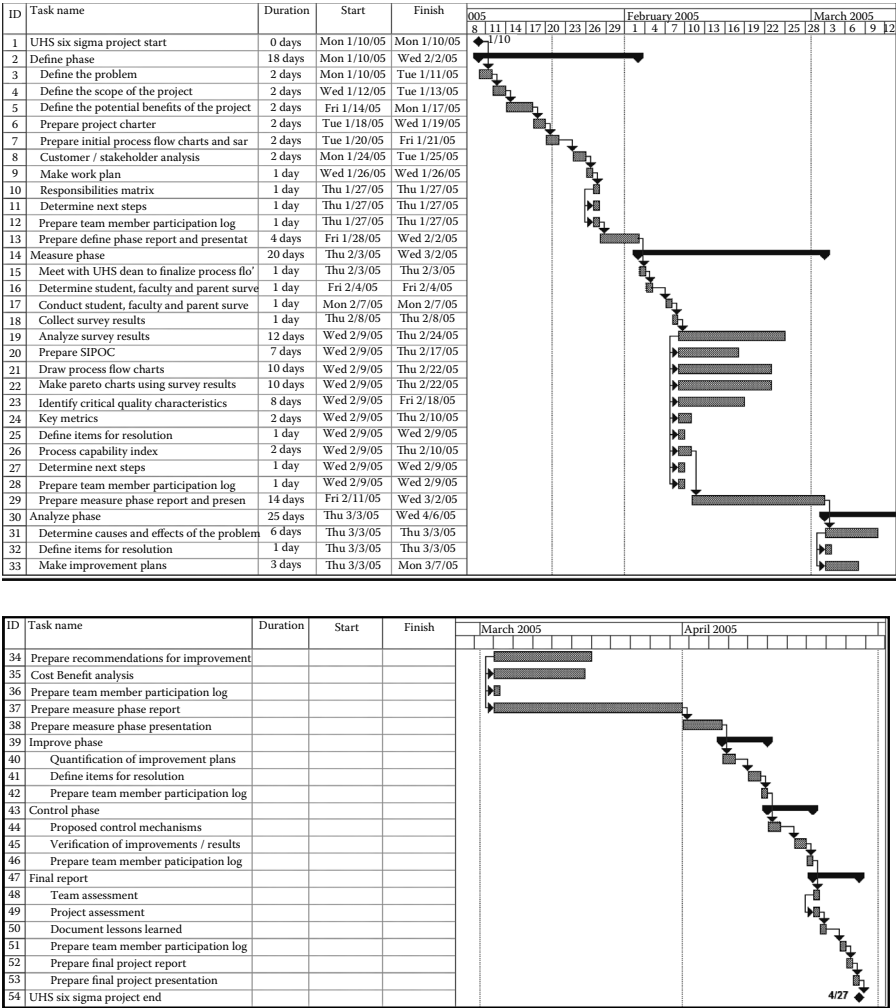 ID Task name Duration Start Finish 005 February 2005 March 2005
8 11 14 17 20 23 26 29 1 4 7 10 13 16 19 22 25 28 3 6 9 12
1 UHS six sigma project start 0 days Mon 1/10/05 Mon 1/10/05 1/10
2 Define phase 18 days Mon 1/10/05 Wed 2/2/05
3 Define the problem 2 days Mon 1/10/05 Tue 1/11/05
4 Define the scope of the project 2 days Wed 1/12/05 Tue 1/13/05
5 Define the potential benefits of the project 2 days Fri 1/14/05 Mon 1/17/05
6 Prepare project charter 2 days Tue 1/18/05 Wed 1/19/05
7 Prepare initial process flow charts and sar 2 days Tue 1/20/05 Fri 1/21/05
8 Customer / stakeholder analysis 2 days Mon 1/24/05 Tue 1/25/05
9 Make work plan 1 day Wed 1/26/05 Wed 1/26/05
10 Responsibilities matrix 1 day Thu 1/27/05 Thu 1/27/05
11 Determine next steps 1 day Thu 1/27/05 Thu 1/27/05
12 Prepare team member participation log 1 day Thu 1/27/05 Thu 1/27/05
13 Prepare define phase report and presentat 4 days Fri 1/28/05 Wed 2/2/05
14 Measure phase 20 days Thu 2/3/05 Wed 3/2/05
15 Meet with UHS dean to finalize process flo' 1 day Thu 2/3/05 Thu 2/3/05
16 Determine student, faculty and parent surve 1 day Fri 2/4/05 Fri 2/4/05
17 Conduct student, faculty and parent surve 1 day Mon 2/7/05 Mon 2/7/05
18 Collect survey results 1 day Thu 2/8/05 Thu 2/8/05
19 Analyze survey results 12 days Wed 2/9/05 Thu 2/24/05
20 Prepare SIPOC 7 days Wed 2/9/05 Thu 2/17/05
21 Draw process flow charts 10 days Wed 2/9/05 Thu 2/22/05
22 Make pareto charts using survey results 10 days Wed 2/9/05 Thu 2/22/05
23 Identify critical quality characteristics 8 days Wed 2/9/05 Fri 2/18/05
24 Key metrics 2 days Wed 2/9/05 Thu 2/10/05
25 Define items for resolution 1 day Wed 2/9/05 Wed 2/9/05
26 Process capability index 2 days Wed 2/9/05 Thu 2/10/05
27 Determine next steps 1 day Wed 2/9/05 Wed 2/9/05
28 Prepare team member participation log 1 day Wed 2/9/05 Wed 2/9/05
29 Prepare measure phase report and presen 14 days Fri 2/11/05 Wed 3/2/05
30 Analyze phase 25 days Thu 3/3/05 Wed 4/6/05
31 Determine causes and effects of the problem 6 days Thu 3/3/05 Thu 3/3/05
32 Define items for resolution 1 day Thu 3/3/05 Thu 3/3/05
33 Make improvement plans 3 days Thu 3/3/05 Mon 3/7/05
ID Task name Duration Start Finish March 2005 April 2005
34 Prepare recommendations for improvement
35 Cost Benefit analysis
36 Prepare team member participation log
37 Prepare measure phase report
38 Prepare measure phase presentation
39 Improve phase
40 Quantification of improvement plans
41 Define items for resolution
42 Prepare team member participation log
43 Control phase
44 Proposed control mechanisms
45 Verification of improvements / results
46 Prepare team member paticipation log
47 Final report
48 Team assessment
49 Project assessment
50 Document lessons learned
51 Prepare team member participation log
52 Prepare final project report
53 Prepare final project presentation
54 UHS six sigma project end 4/27